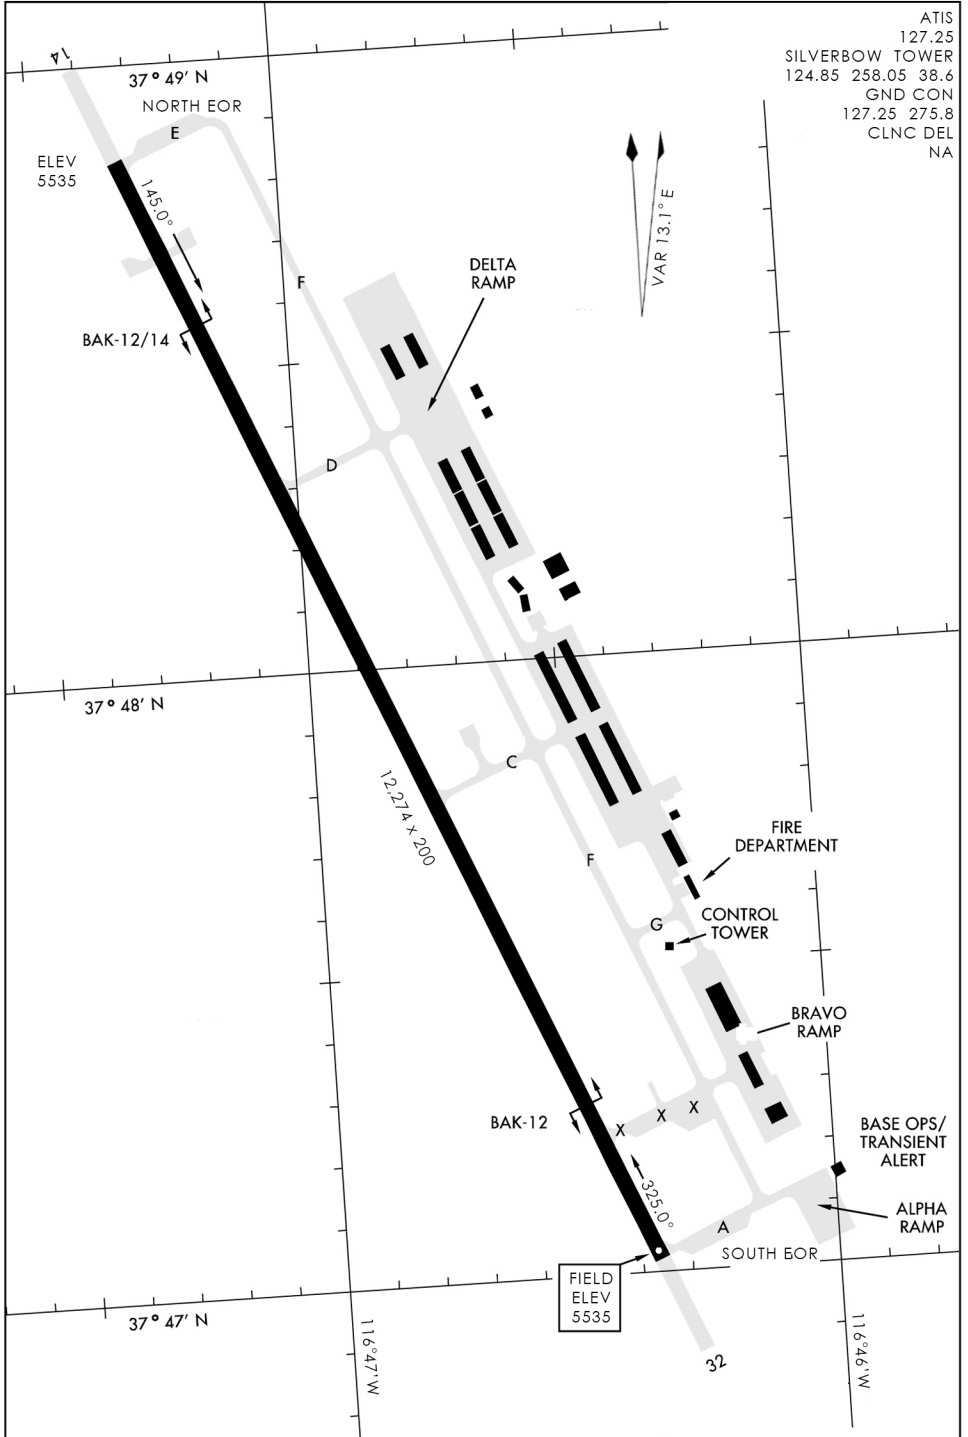 ATIS
127.25
SILVERBOW TOWER
124.85 258.05 38.6
GND CON
127.25 275.8
CLNC DEL
NA
14
37° 49' N
NORTH EOR
E
ELEV
5535
145.0°
VAR 13.1° E
DELTA
RAMP
F
BAK-12/14
D
37° 48' N
C
12,274 x 200
FIRE
DEPARTMENT
F
G
CONTROL
TOWER
BRAVO
RAMP
BAK-12
X
X
X
BASE OPS/
TRANSIENT
ALERT
325.0°
ALPHA
RAMP
A
SOUTH EOR
FIELD
ELEV
5535
37° 47' N
116°47'W
116°46'W
32